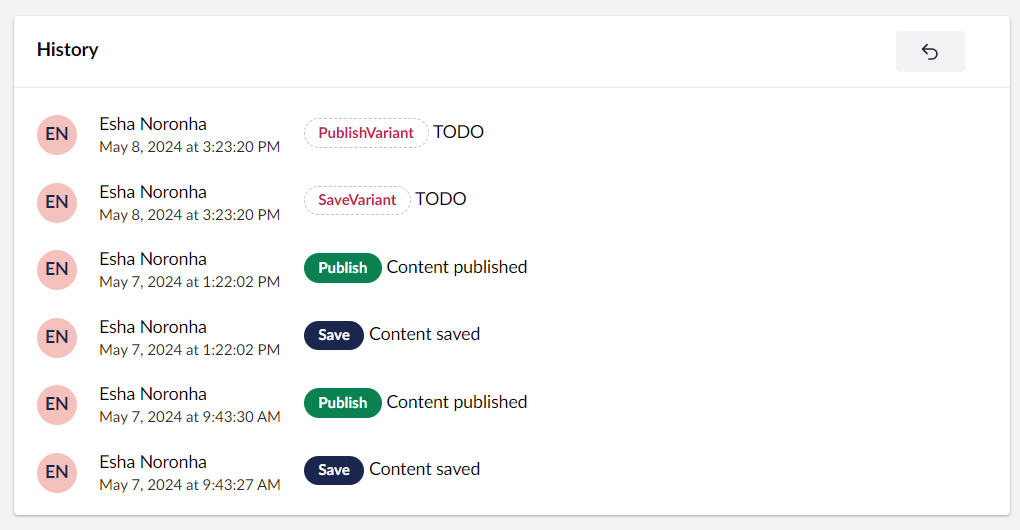 History
EN Esha Noronha PublishVariant TODO
May 8, 2024 at 3:23:20 PM
EN Esha Noronha SaveVariant TODO
May 8, 2024 at 3:23:20 PM
EN Esha Noronha Publish Content published
May 7, 2024 at 1:22:02 PM
EN Esha Noronha Save Content saved
May 7, 2024 at 1:22:02 PM
EN Esha Noronha Publish Content published
May 7, 2024 at 9:43:30 AM
EN Esha Noronha Save Content saved
May 7, 2024 at 9:43:27 AM